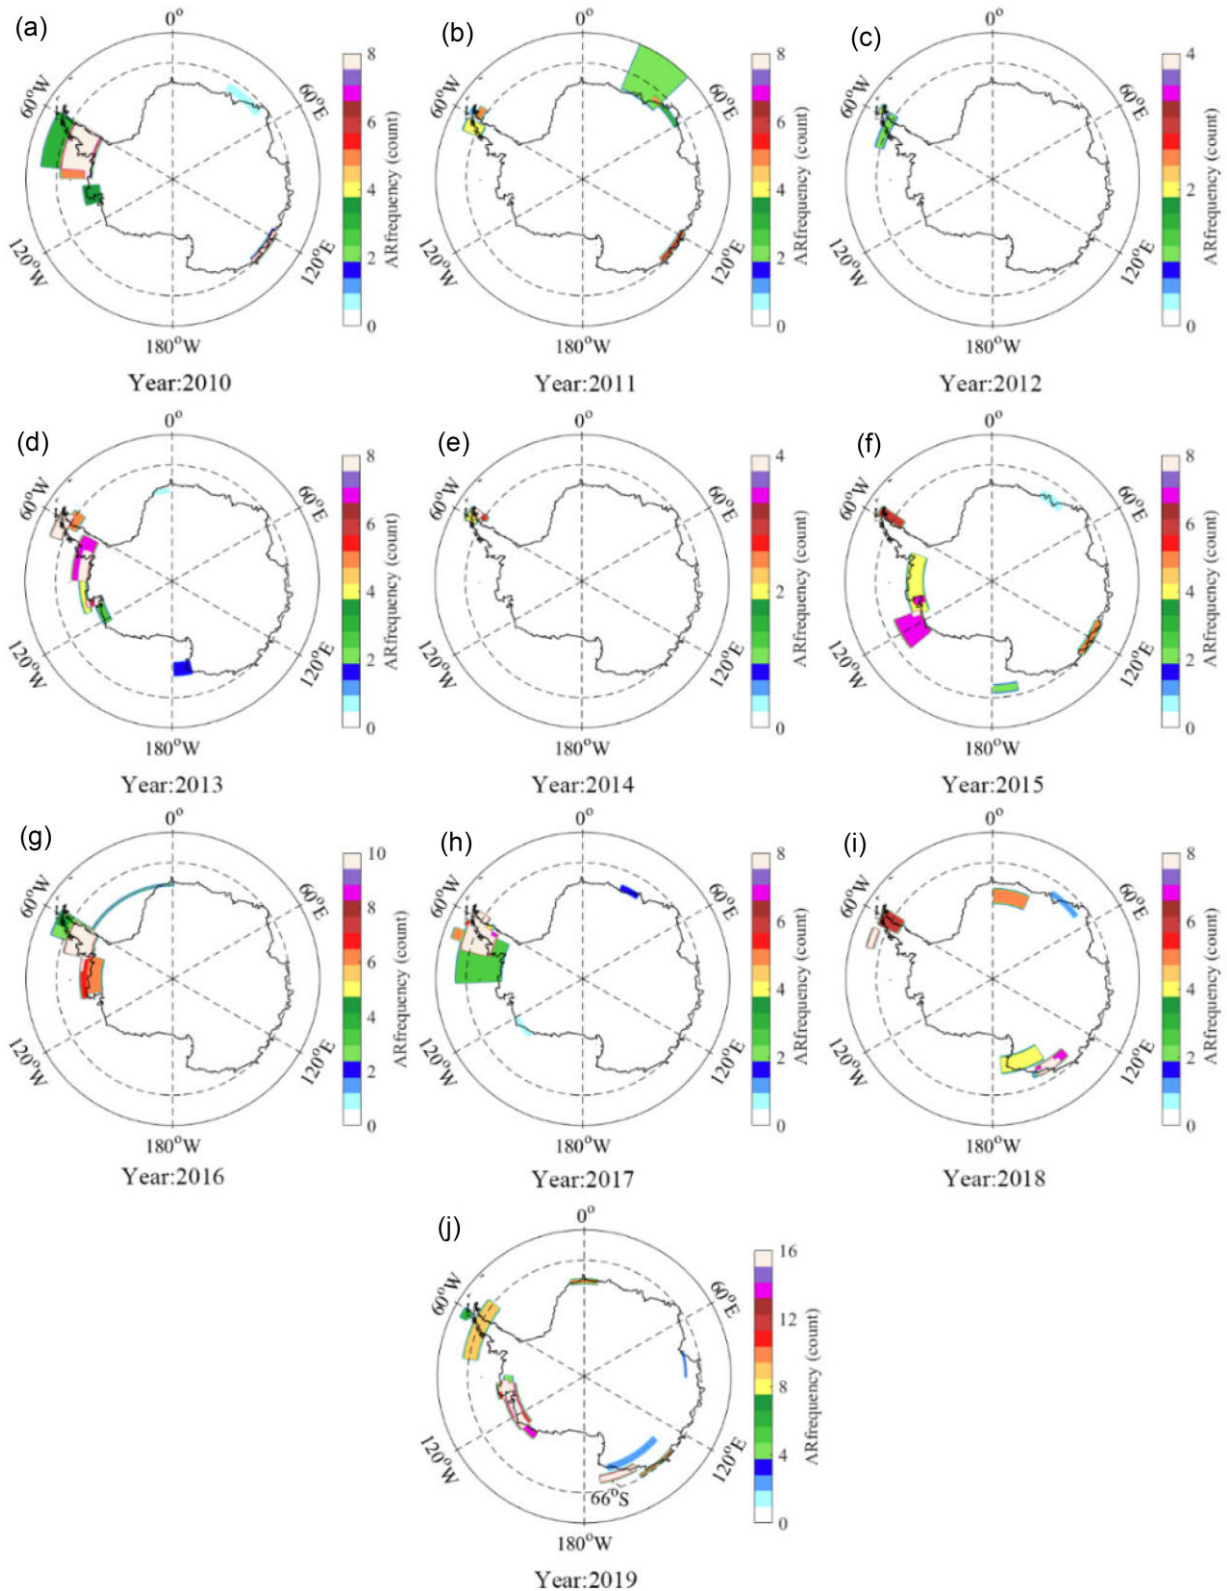 (a) 0° 60°W 60°E 120°W 120°E 180°W 8 6 4 2 0 ARfrequency (count)
Year:2010
(b) 0° 60°W 60°E 120°W 120°E 180°W 8 6 4 2 0 ARfrequency (count)
Year:2011
(c) 0° 60°W 60°E 120°W 120°E 180°W 4 2 0 ARfrequency (count)
Year:2012
(d) 0° 60°W 60°E 120°W 120°E 180°W 8 6 4 2 0 ARfrequency (count)
Year:2013
(e) 0° 60°W 60°E 120°W 120°E 180°W 4 2 0 ARfrequency (count)
Year:2014
(f) 0° 60°W 60°E 120°W 120°E 180°W 8 6 4 2 0 ARfrequency (count)
Year:2015
(g) 0° 60°W 60°E 120°W 120°E 180°W 10 8 6 4 2 0 ARfrequency (count)
Year:2016
(h) 0° 60°W 60°E 120°W 120°E 180°W 8 6 4 2 0 ARfrequency (count)
Year:2017
(i) 0° 60°W 60°E 120°W 120°E 180°W 8 6 4 2 0 ARfrequency (count)
Year:2018
(j) 0° 60°W 60°E 120°W 120°E 66°S 180°W 16 12 8 4 0 ARfrequency (count)
Year:2019